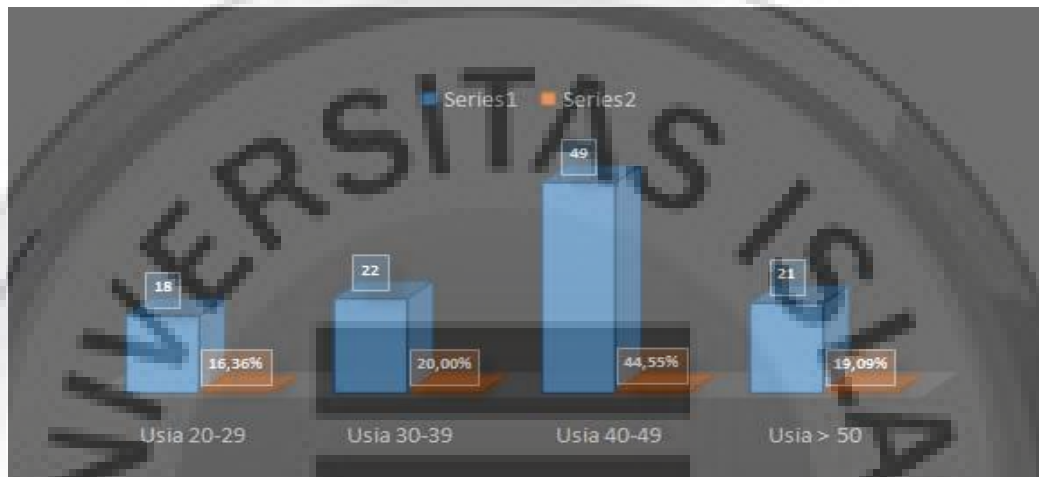 UNIVERSITAS ISLA
Series1 Series2
49
22
18
21
16,36%
20,00%
44,55%
19,09%
Usia 20-29
Usia 30-39
Usia 40-49
Usia > 50